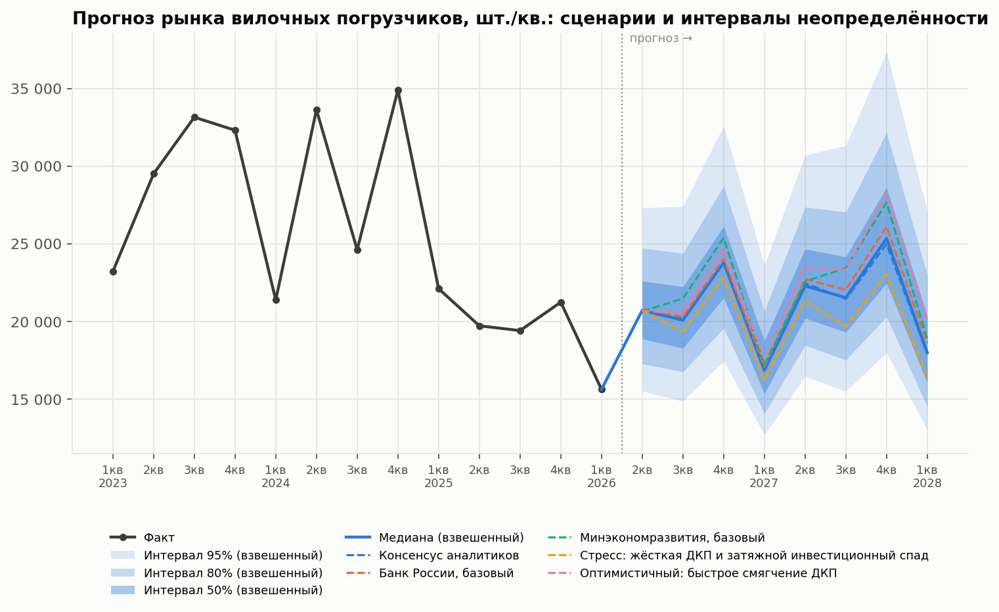 Прогноз рынка вилочных погрузчиков, шт./кв.: сценарии и интервалы неопределённости
прогноз →
35 000
30 000
25 000
20 000
15 000
1кв 2кв 3кв 4кв 1кв 2кв 3кв 4кв 1кв 2кв 3кв 4кв 1кв 2кв 3кв 4кв 1кв 2кв 3кв 4кв 1кв
2023 2024 2025 2026 2027 2028
Факт
Интервал 95% (взвешенный)
Интервал 80% (взвешенный)
Интервал 50% (взвешенный)
Медиана (взвешенный)
Консенсус аналитиков
Банк России, базовый
Минэкономразвития, базовый
Стресс: жёсткая ДКП и затяжной инвестиционный спад
Оптимистичный: быстрое смягчение ДКП